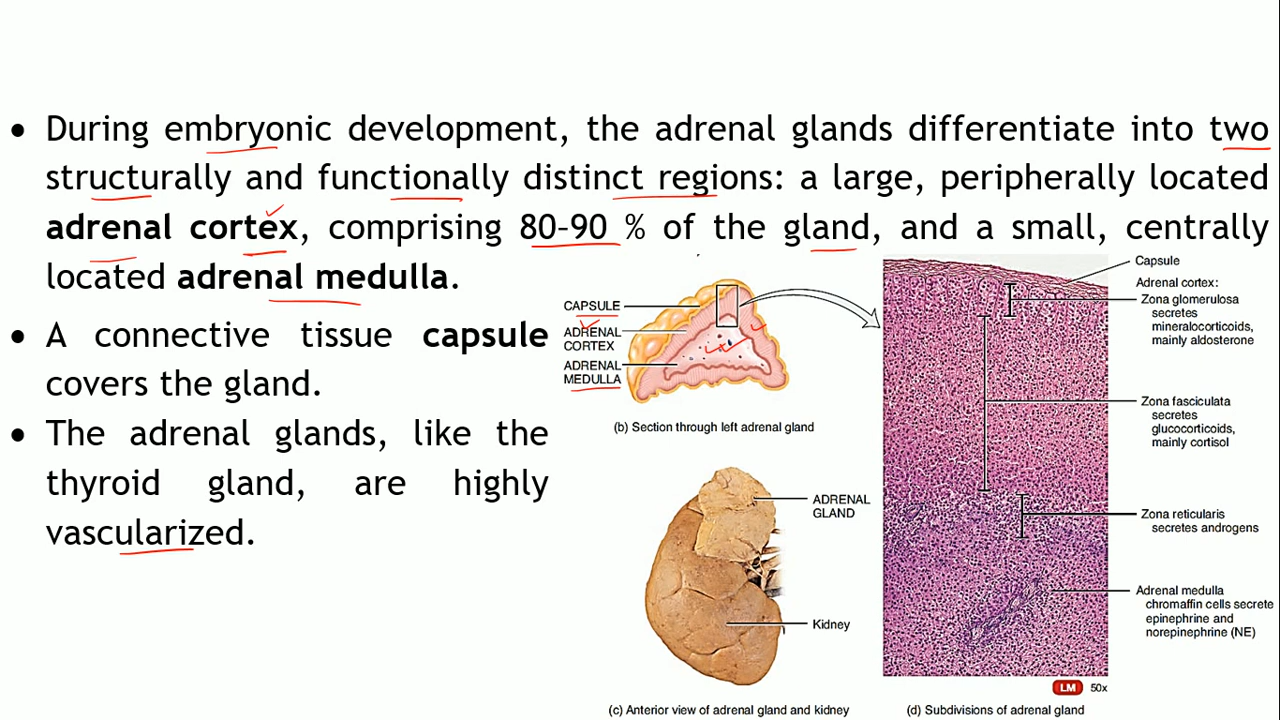 • During embryonic development, the adrenal glands differentiate into two
structurally and functionally distinct regions: a large, peripherally located
adrenal cortex, comprising 80-90 % of the gland, and a small, centrally
located adrenal medulla.
• A connective tissue capsule
covers the gland.
• The adrenal glands, like the
thyroid gland, are highly
vascularized.
CAPSULE
ADRENAL
CORTEX
ADRENAL
MEDULLA
(b) Section through left adrenal gland
ADRENAL
GLAND
Kidney
(c) Anterior view of adrenal gland and kidney
Capsule
Adrenal cortex:
Zona glomerulosa
secretes
mineralocorticoids,
mainly aldosterone
Zona fasciculata
secretes
glucocorticoids,
mainly cortisol
Zona reticularis
secretes androgens
Adrenal medulla
chromaffin cells secrete
epinephrine and
norepinephrine (NE)
LM 50x
(d) Subdivisions of adrenal gland